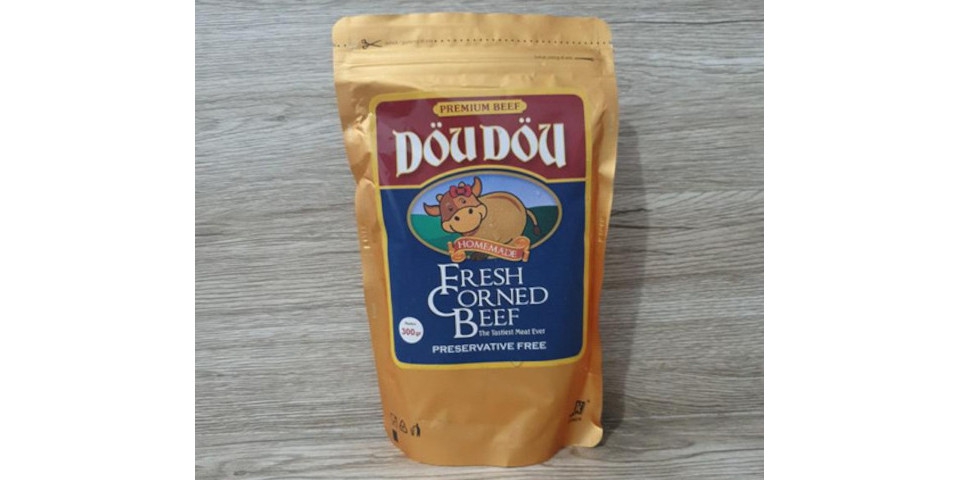 PREMIUM BEEF
DÖU DÖU
HOMEMADE
FRESH
CORNED
BEEF
The Tastiest Meat Ever
300 gr
PRESERVATIVE FREE